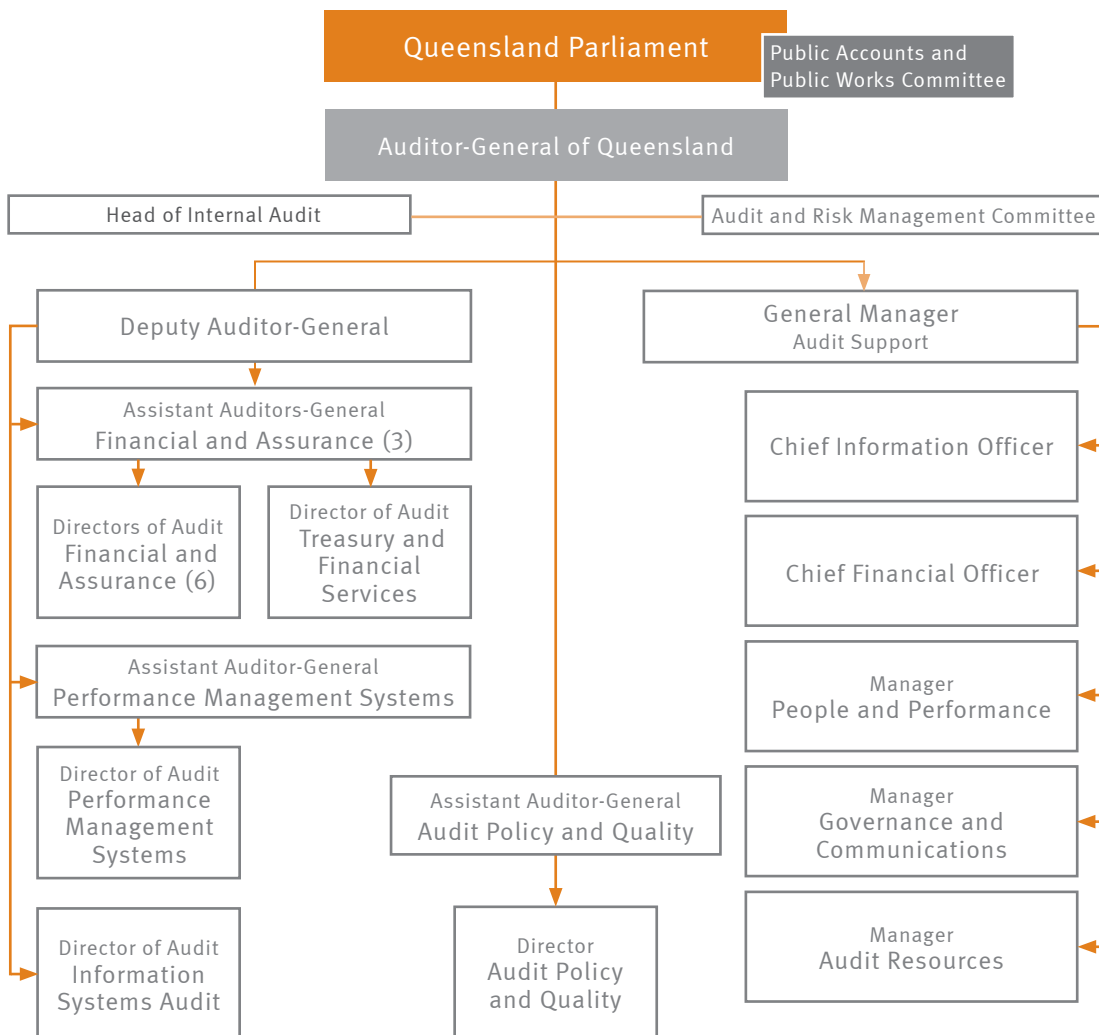 Queensland Parliament
Public Accounts and
Public Works Committee
Auditor-General of Queensland
Head of Internal Audit
Audit and Risk Management Committee
Deputy Auditor-General
General Manager
Audit Support
Assistant Auditors-General
Financial and Assurance (3)
Directors of Audit
Financial and
Assurance (6)
Director of Audit
Treasury and
Financial
Services
Assistant Auditor-General
Performance Management Systems
Director of Audit
Performance
Management
Systems
Director of Audit
Information
Systems Audit
Assistant Auditor-General
Audit Policy and Quality
Director
Audit Policy
and Quality
Chief Information Officer
Chief Financial Officer
Manager
People and Performance
Manager
Governance and
Communications
Manager
Audit Resources